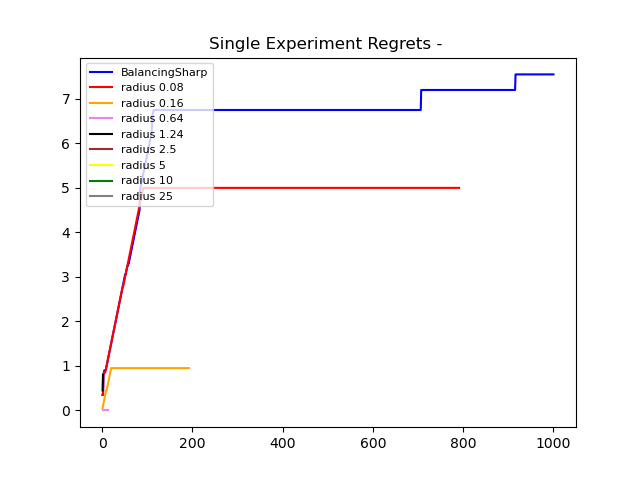 Single Experiment Regrets -
BalancingSharp
radius 0.08
radius 0.16
radius 0.64
radius 1.24
radius 2.5
radius 5
radius 10
radius 25
7
6
5
4
3
2
1
0
0 200 400 600 800 1000